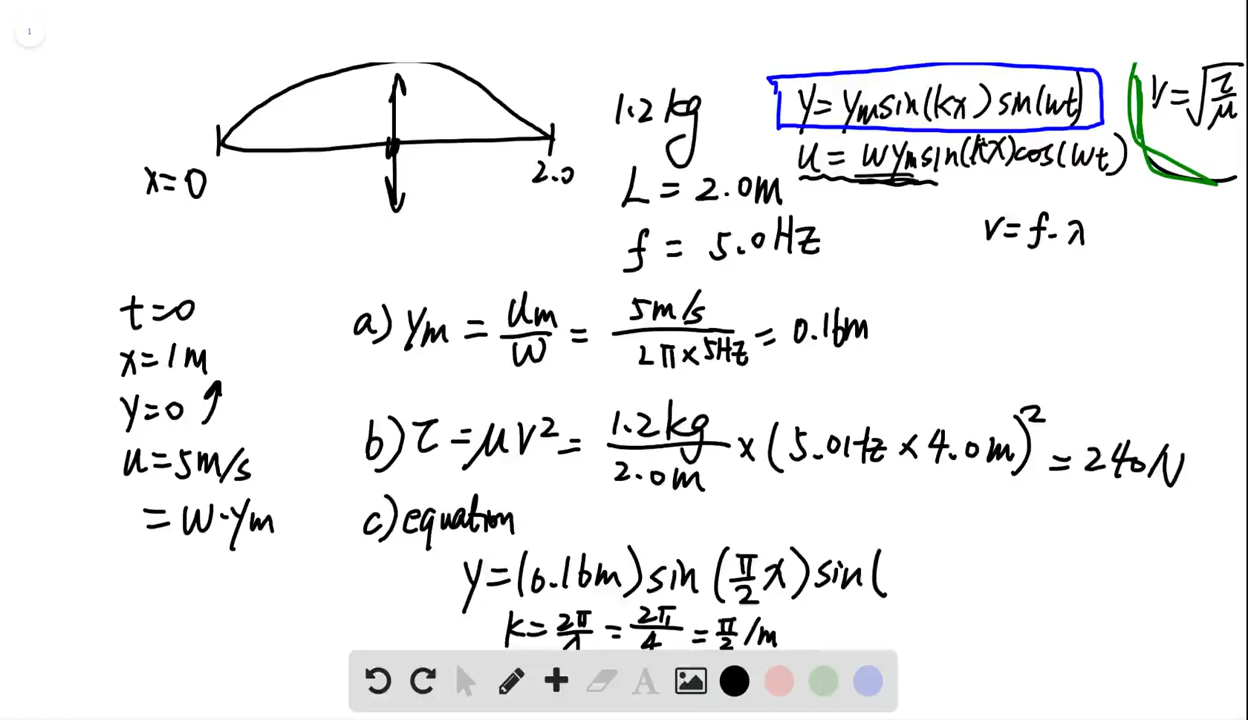 1
1.2 kg
y = ymsin(kx) sin(wt)
v = √τ/μ
u = wymsin(kx)cos(wt)
x=0
2.0
L = 2.0m
f = 5.0Hz
v = f·λ
t=0
x=1m
y=0 ↑
u=5m/s
= w·ym
a) ym = um/w = 5m/s / 2π×5Hz = 0.16m
b) τ = μv² = 1.2kg/2.0m × (5.0Hz × 4.0m)² = 240N
c) equation
y=(0.16m)sin(π/2 x)sin(
k= 2π/λ = 2π/4 = π/2 /m
A